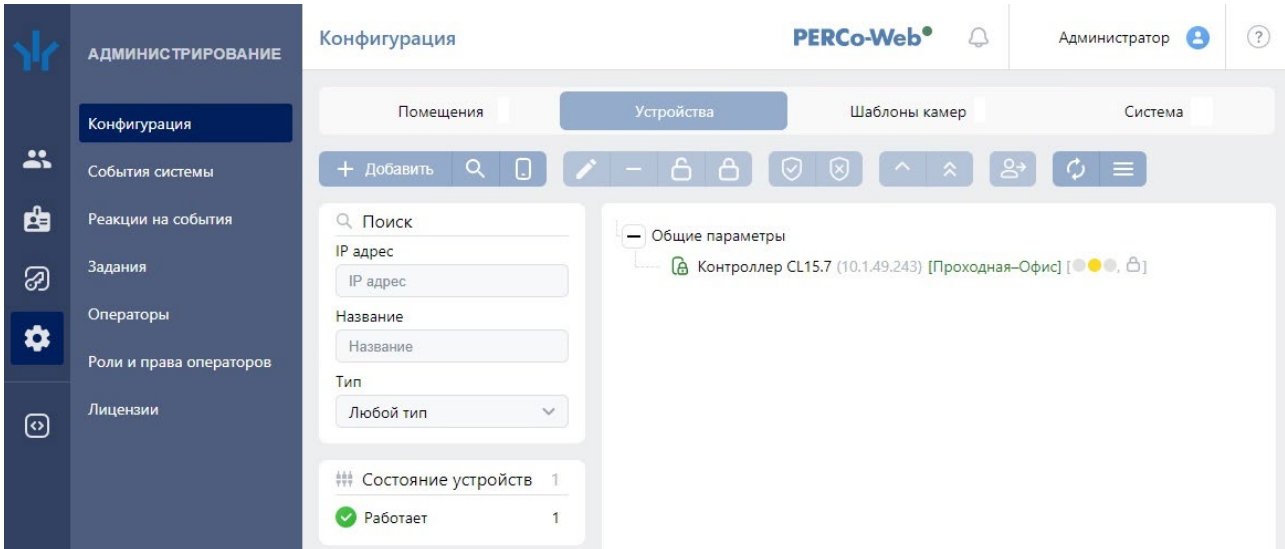 АДМИНИСТРИРОВАНИЕ
Конфигурация
События системы
Реакции на события
Задания
Операторы
Роли и права операторов
Лицензии
Конфигурация PERCo-Web Администратор ?
Помещения Устройства Шаблоны камер Система
+ Добавить
Поиск
IP адрес
IP адрес
Название
Название
Тип
Любой тип
Состояние устройств 1
Работает 1
Общие параметры
Контроллер CL15.7 (10.1.49.243) [Проходная–Офис] [ , ]